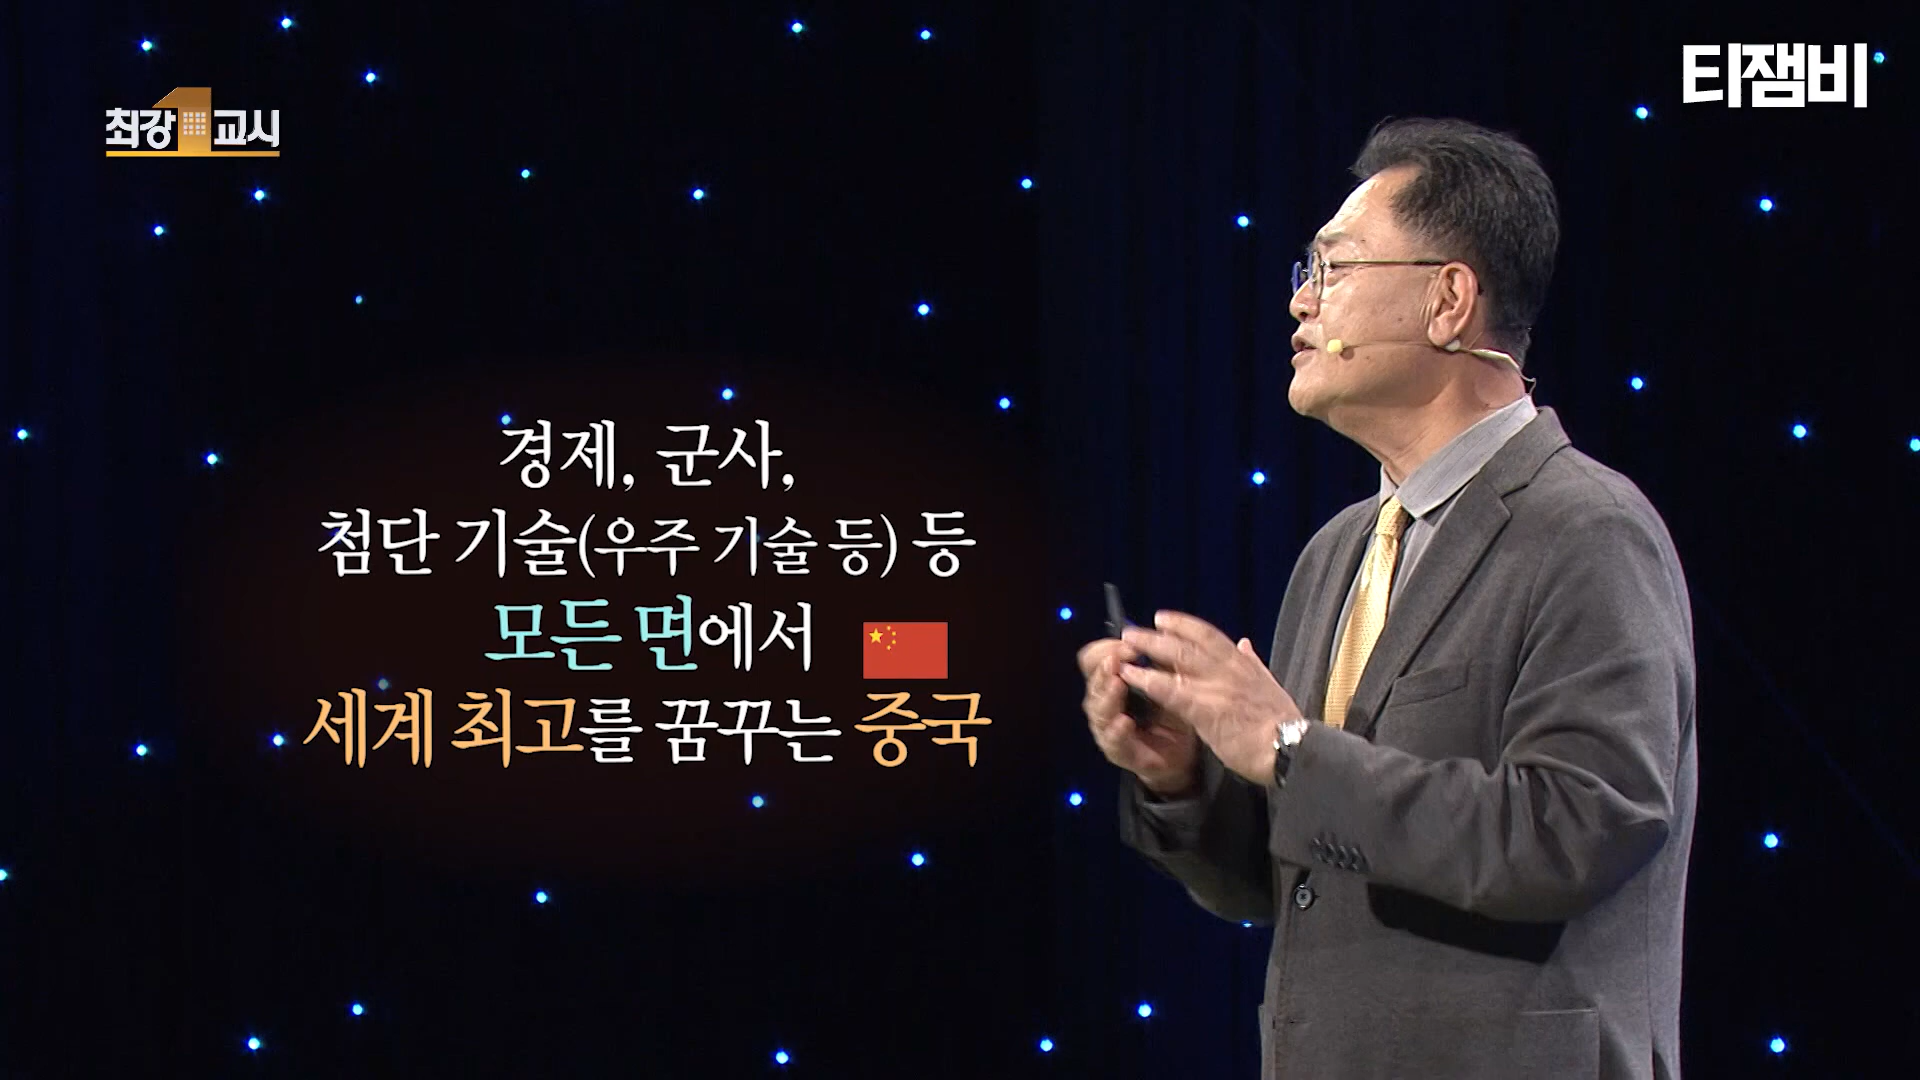 최강1교시
티잼비
경제, 군사,
첨단 기술(우주 기술 등) 등
모든 면에서
세계 최고를 꿈꾸는 중국